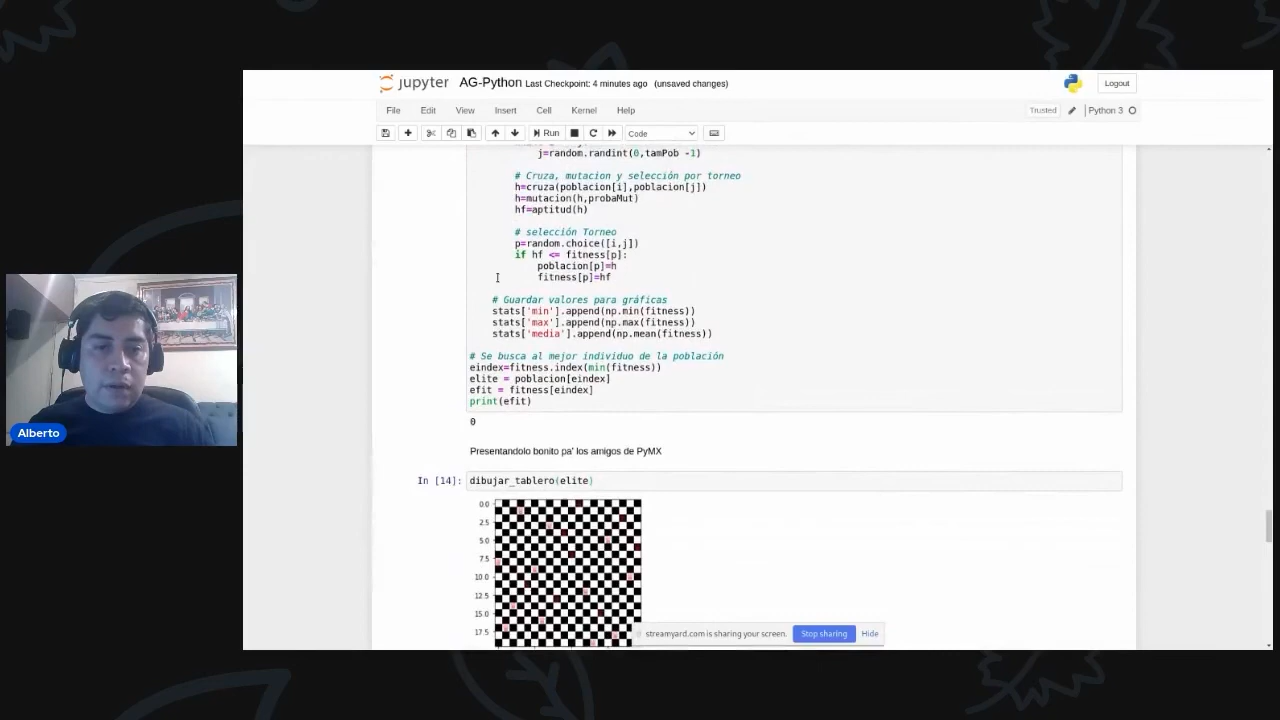 jupyter AG-Python Last Checkpoint: 4 minutes ago (unsaved changes) Logout
File Edit View Insert Cell Kernel Help Trusted Python 3
Run Code
j=random.randint(0,tamPob -1)
# Cruza, mutacion y selección por torneo
h=cruza(poblacion[i],poblacion[j])
h=mutacion(h,probaMut)
hf=aptitud(h)
# selección Torneo
p=random.choice([i,j])
if hf <= fitness[p]:
poblacion[p]=h
fitness[p]=hf
# Guardar valores para gráficas
stats['min'].append(np.min(fitness))
stats['max'].append(np.max(fitness))
stats['media'].append(np.mean(fitness))
# Se busca al mejor individuo de la población
eindex=fitness.index(min(fitness))
elite = poblacion[eindex]
efit = fitness[eindex]
print(efit)
0
Presentandolo bonito pa' los amigos de PyMX
In [14]: dibujar_tablero(elite)
0.0
2.5
5.0
7.5
10.0
12.5
15.0
17.5
streamyard.com is sharing your screen. Stop sharing Hide
Alberto